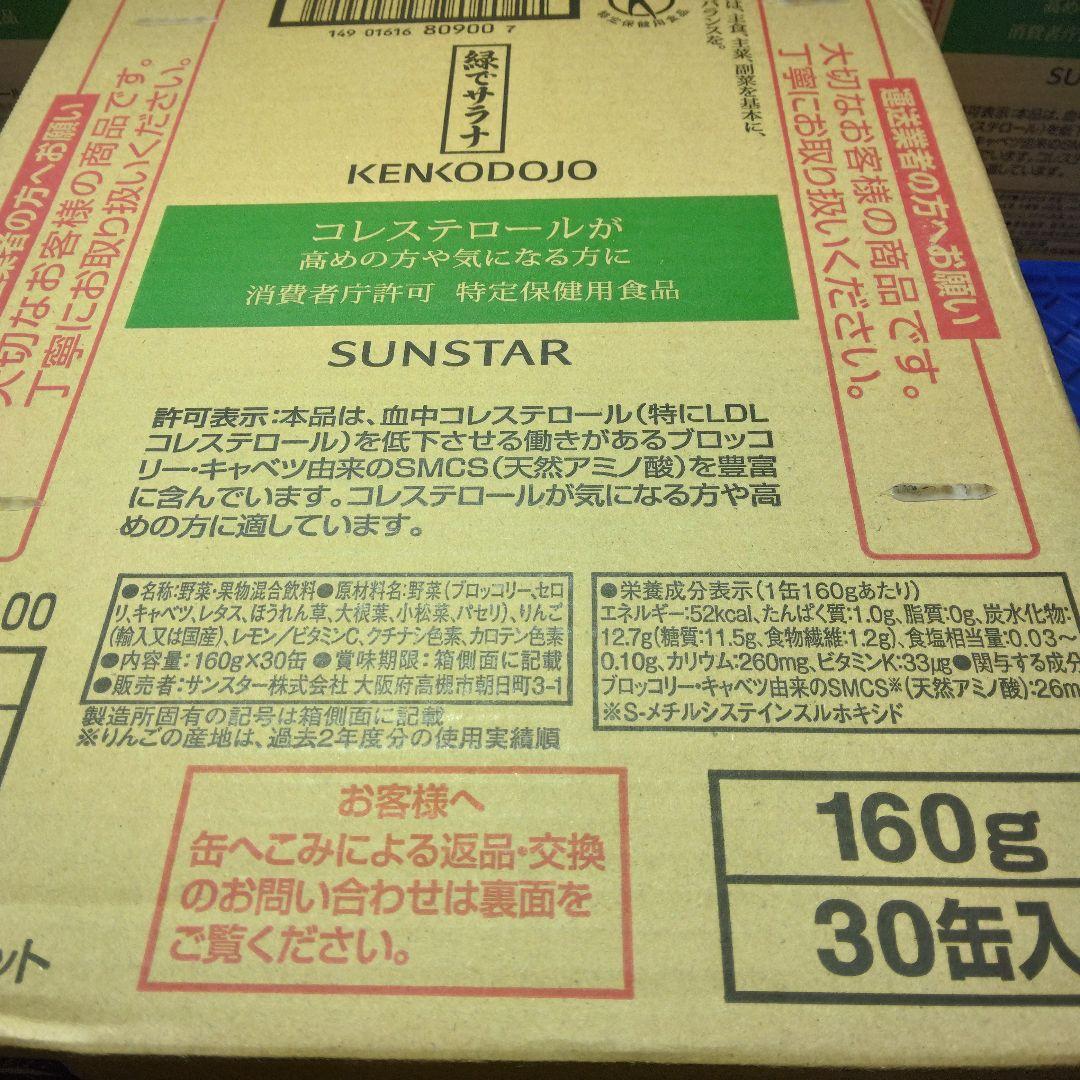 149 01616 80900 7
特定保健用食品
は、主食、主菜、副菜を基本に、
バランスを。
緑でサラナ
KENKODOJO
コレステロールが
高めの方や気になる方に
消費者庁許可 特定保健用食品
SUNSTAR
運送業者の方へお願い
大切なお客様の商品です。
丁寧にお取り扱いください。
業者の方へお願い
大切なお客様の商品です。
丁寧にお取り扱いください。
許可表示:本品は、血中コレステロール(特にLDL
コレステロール)を低下させる働きがあるブロッコ
リー・キャベツ由来のSMCS(天然アミノ酸)を豊富
に含んでいます。コレステロールが気になる方や高
めの方に適しています。
●名称:野菜・果物混合飲料●原材料名:野菜(ブロッコリー、セロ
リ、キャベツ、レタス、ほうれん草、大根葉、小松菜、パセリ)、りんご
(輸入又は国産)、レモン/ビタミンC、クチナシ色素、カロテン色素
●内容量:160g×30缶 ●賞味期限:箱側面に記載
●販売者:サンスター株式会社 大阪府高槻市朝日町3-1
製造所固有の記号は箱側面に記載
※りんごの産地は、過去2年度分の使用実績順
●栄養成分表示(1缶160gあたり)
エネルギー:52kcal、たんぱく質:1.0g、脂質:0g、炭水化物:
12.7g(糖質:11.5g、食物繊維:1.2g)、食塩相当量:0.03~
0.10g、カリウム:260mg、ビタミンK:33μg●関与する成分
ブロッコリー・キャベツ由来のSMCS※(天然アミノ酸):26m
※S-メチルシステインスルホキシド
お客様へ
缶へこみによる返品・交換
のお問い合わせは裏面を
ご覧ください。
160g
30缶入
00
ット
消費者庁
SUNSTAR